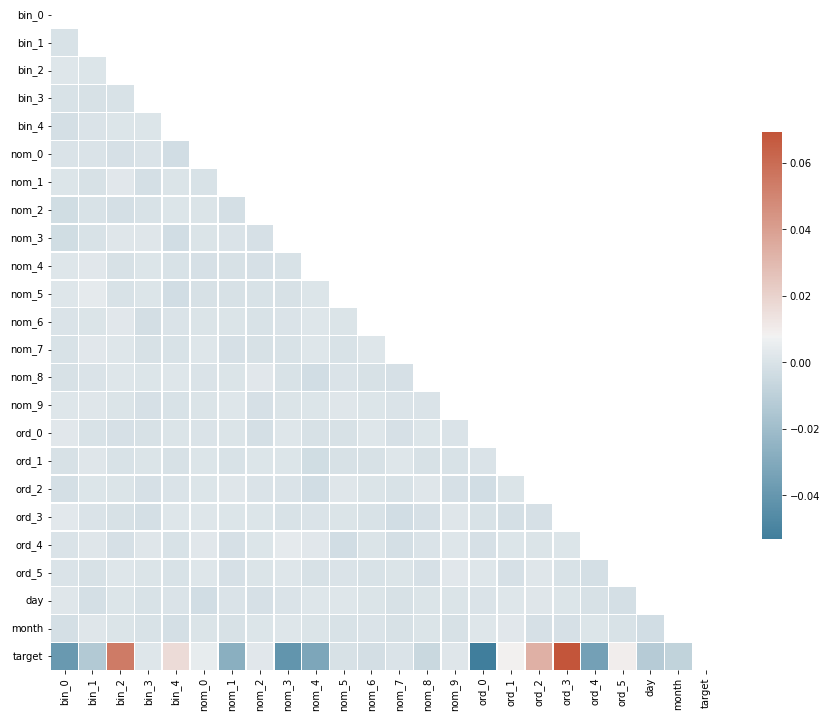 bin_0
bin_1
bin_2
bin_3
bin_4
nom_0
nom_1
nom_2
nom_3
nom_4
nom_5
nom_6
nom_7
nom_8
nom_9
ord_0
ord_1
ord_2
ord_3
ord_4
ord_5
day
month
target
bin_0
bin_1
bin_2
bin_3
bin_4
nom_0
nom_1
nom_2
nom_3
nom_4
nom_5
nom_6
nom_7
nom_8
nom_9
ord_0
ord_1
ord_2
ord_3
ord_4
ord_5
day
month
target
0.06
0.04
0.02
0.00
−0.02
−0.04